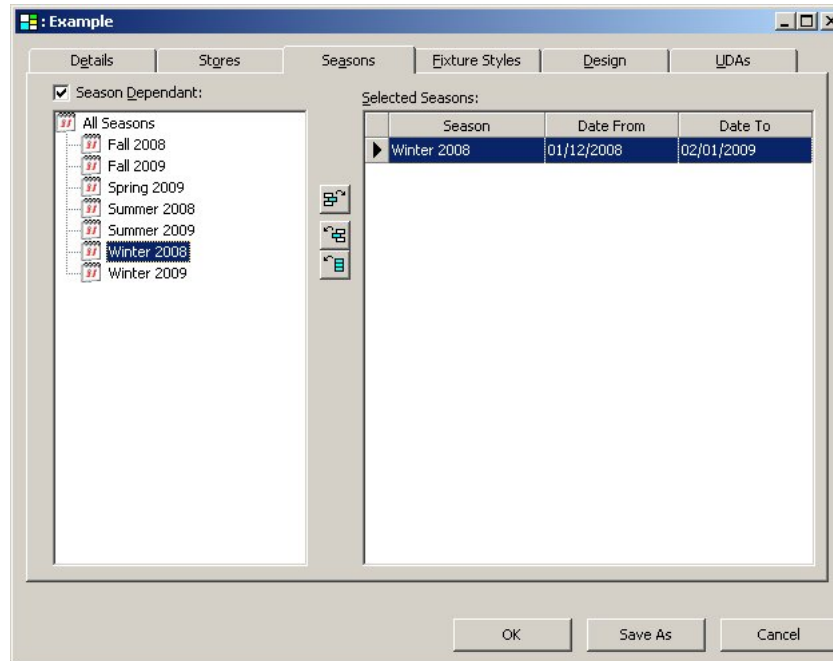 : Example
Details Stores Seasons Fixture Styles Design UDAs
Season Dependant:
All Seasons
Fall 2008
Fall 2009
Spring 2009
Summer 2008
Summer 2009
Winter 2008
Winter 2009
Selected Seasons:
Season Date From Date To
Winter 2008 01/12/2008 02/01/2009
OK Save As Cancel